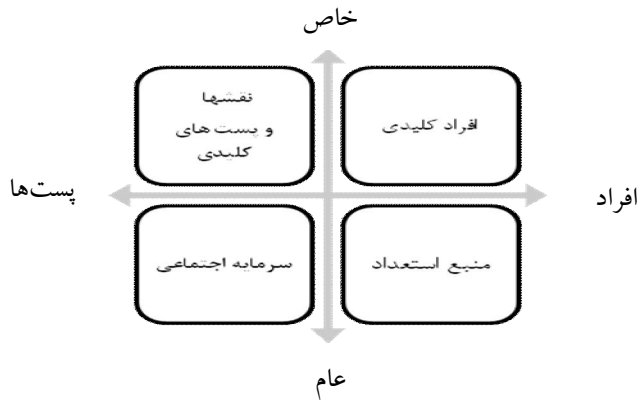 خاص
افراد کلیدی
نقشها
و پست های
کلیدی
افراد
پست‌ها
منبع استعداد
سرمایه اجتماعی
عام